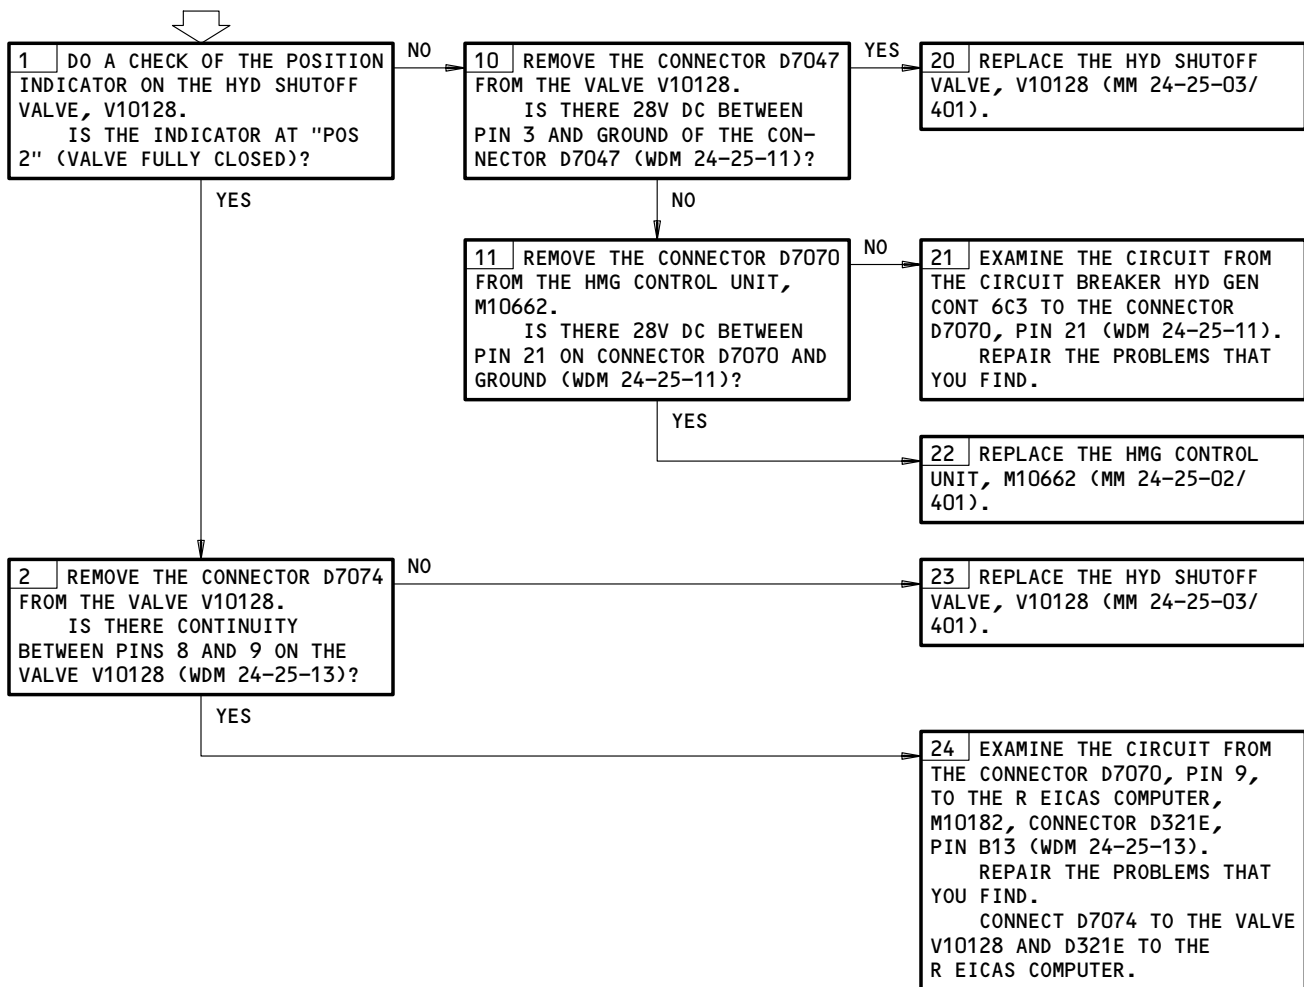 1 DO A CHECK OF THE POSITION
INDICATOR ON THE HYD SHUTOFF
VALVE, V10128.
IS THE INDICATOR AT "POS
2" (VALVE FULLY CLOSED)?
NO
YES
10 REMOVE THE CONNECTOR D7047
FROM THE VALVE V10128.
IS THERE 28V DC BETWEEN
PIN 3 AND GROUND OF THE CON-
NECTOR D7047 (WDM 24-25-11)?
YES
NO
20 REPLACE THE HYD SHUTOFF
VALVE, V10128 (MM 24-25-03/
401).
11 REMOVE THE CONNECTOR D7070
FROM THE HMG CONTROL UNIT,
M10662.
IS THERE 28V DC BETWEEN
PIN 21 ON CONNECTOR D7070 AND
GROUND (WDM 24-25-11)?
NO
YES
21 EXAMINE THE CIRCUIT FROM
THE CIRCUIT BREAKER HYD GEN
CONT 6C3 TO THE CONNECTOR
D7070, PIN 21 (WDM 24-25-11).
REPAIR THE PROBLEMS THAT
YOU FIND.
22 REPLACE THE HMG CONTROL
UNIT, M10662 (MM 24-25-02/
401).
2 REMOVE THE CONNECTOR D7074
FROM THE VALVE V10128.
IS THERE CONTINUITY
BETWEEN PINS 8 AND 9 ON THE
VALVE V10128 (WDM 24-25-13)?
NO
YES
23 REPLACE THE HYD SHUTOFF
VALVE, V10128 (MM 24-25-03/
401).
24 EXAMINE THE CIRCUIT FROM
THE CONNECTOR D7070, PIN 9,
TO THE R EICAS COMPUTER,
M10182, CONNECTOR D321E,
PIN B13 (WDM 24-25-13).
REPAIR THE PROBLEMS THAT
YOU FIND.
CONNECT D7074 TO THE VALVE
V10128 AND D321E TO THE
R EICAS COMPUTER.